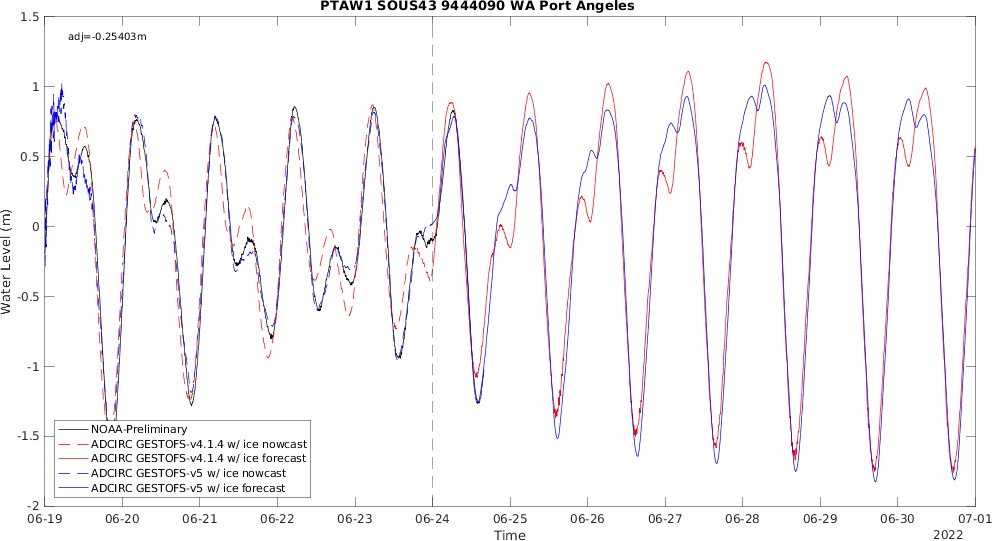 PTAW1 SOUS43 9444090 WA Port Angeles
adj=-0.25403m
1.5
1
0.5
0
-0.5
-1
-1.5
-2
Water Level (m)
NOAA-Preliminary
ADCIRC GESTOFS-v4.1.4 w/ ice nowcast
ADCIRC GESTOFS-v4.1.4 w/ ice forecast
ADCIRC GESTOFS-v5 w/ ice nowcast
ADCIRC GESTOFS-v5 w/ ice forecast
06-19 06-20 06-21 06-22 06-23 06-24 06-25 06-26 06-27 06-28 06-29 06-30 07-01
Time
2022